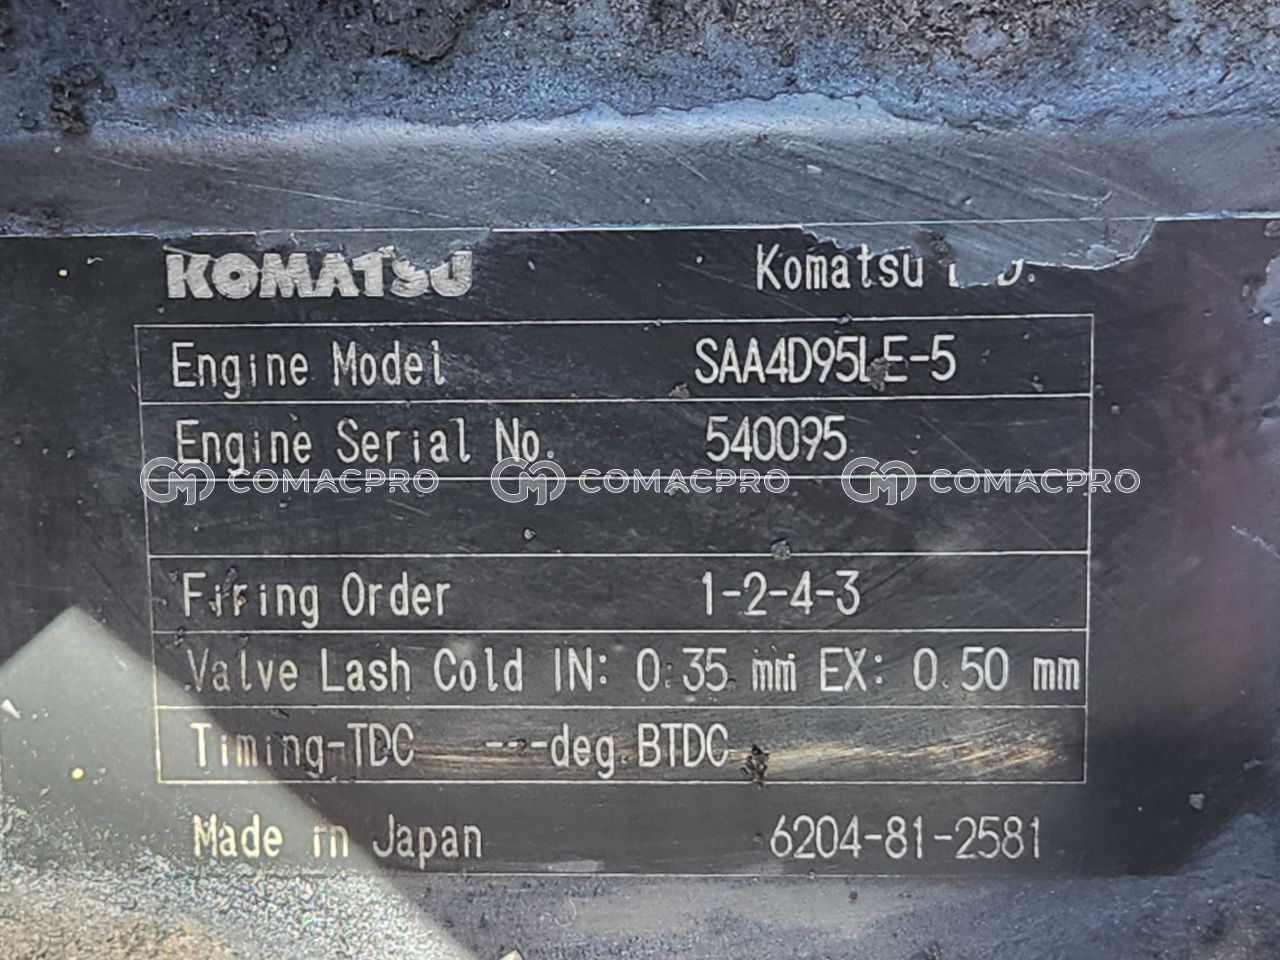 KOMATSU Komatsu
Engine Model SAA4D95LE-5
Engine Serial No. 540095
COMACPRO COMACPRO COMACPRO
Firing Order 1-2-4-3
Valve Lash Cold IN: 0.35 mm EX: 0.50 mm
Timing-TDC ---deg.BTDC
Made in Japan 6204-81-2581